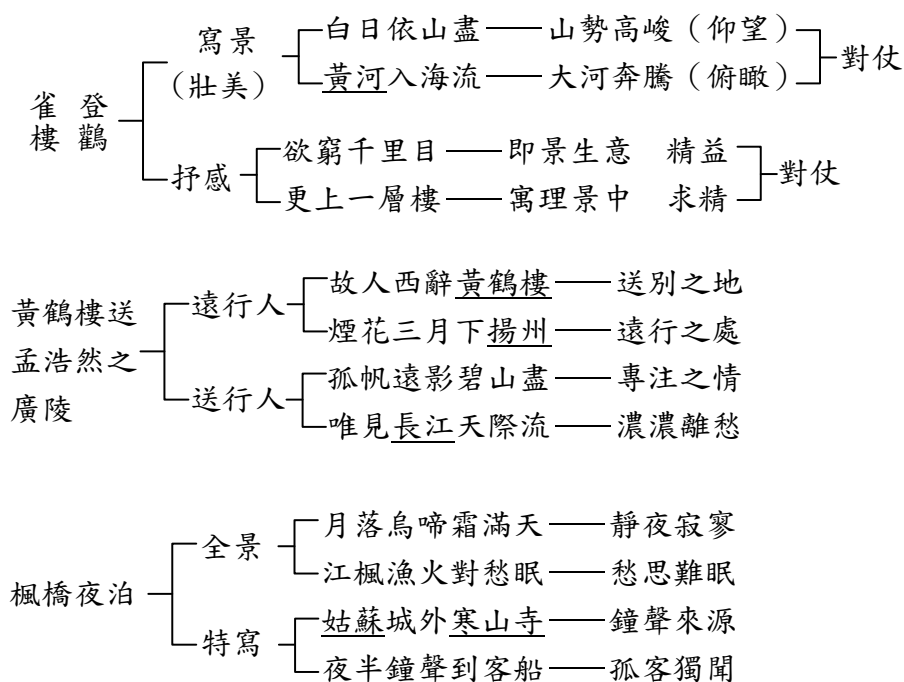 登鸛
雀樓
寫景
(壯美)
白日依山盡 山勢高峻(仰望)
黃河入海流 大河奔騰(俯瞰)
對仗
抒感
欲窮千里目 即景生意 精益
更上一層樓 寓理景中 求精
對仗
黃鶴樓送
孟浩然之
廣陵
遠行人
故人西辭黃鶴樓 送別之地
煙花三月下揚州 遠行之處
送行人
孤帆遠影碧山盡 專注之情
唯見長江天際流 濃濃離愁
楓橋夜泊
全景
月落烏啼霜滿天 靜夜寂寥
江楓漁火對愁眠 愁思難眠
特寫
姑蘇城外寒山寺 鐘聲來源
夜半鐘聲到客船 孤客獨聞